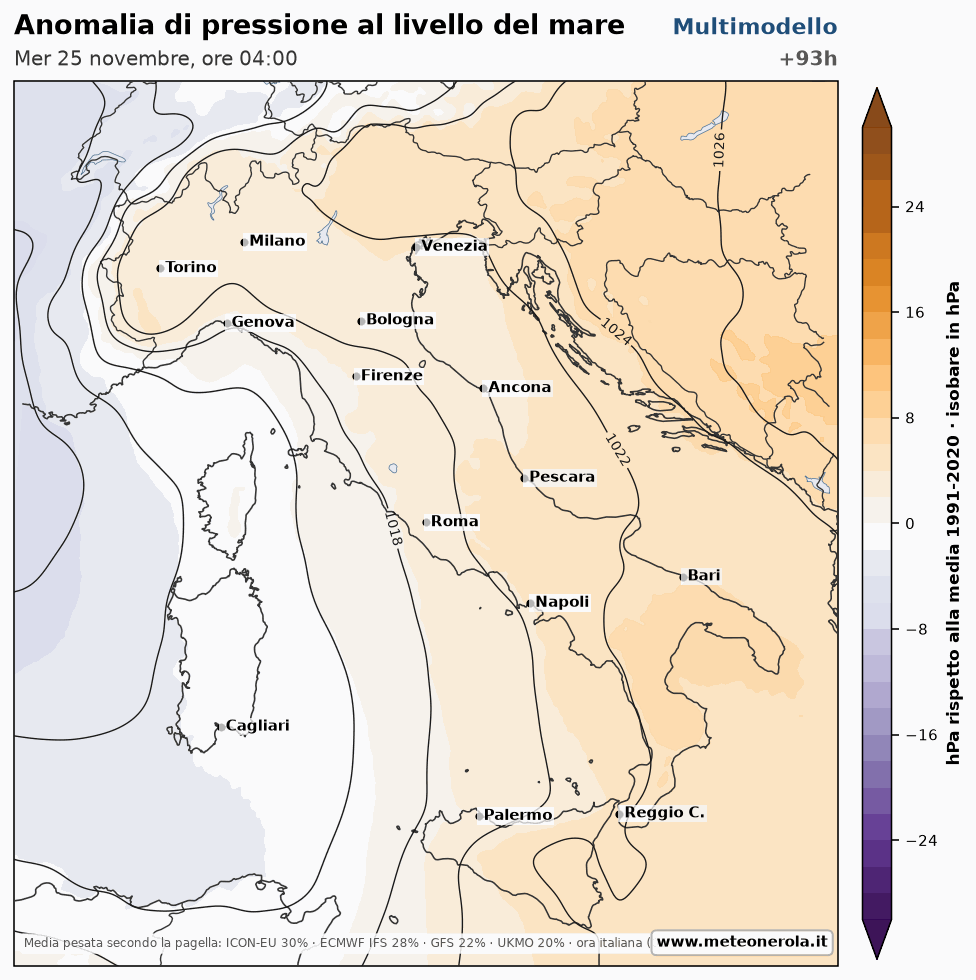 Anomalia di pressione al livello del mare
Multimodello
Mer 25 novembre, ore 04:00
+93h
1026
Milano
Venezia
Torino
Genova
Bologna
1024
Firenze
Ancona
1022
Pescara
1018
Roma
Bari
Napoli
Cagliari
Palermo
Reggio C.
24
16
8
0
−8
−16
−24
hPa rispetto alla media 1991-2020 · isobare in hPa
Media pesata secondo la pagella: ICON-EU 30% · ECMWF IFS 28% · GFS 22% · UKMO 20% · ora italiana (
www.meteonerola.it